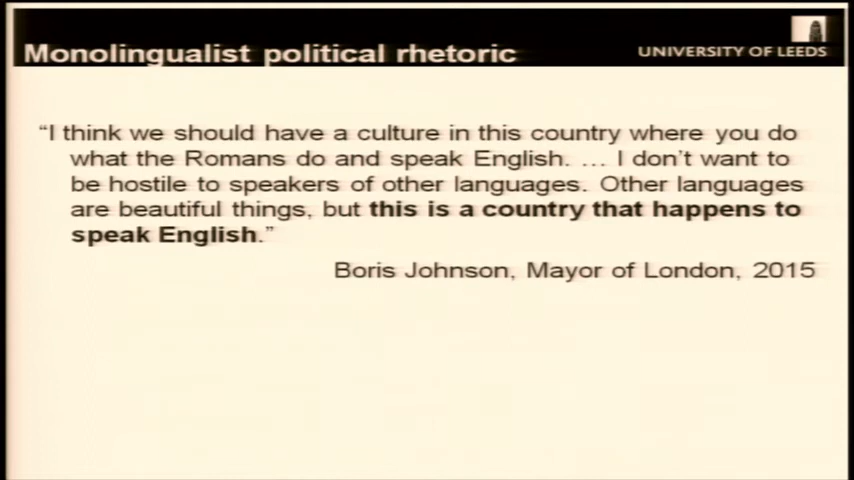 Monolingualist political rhetoric
UNIVERSITY OF LEEDS
“I think we should have a culture in this country where you do
what the Romans do and speak English. … I don’t want to
be hostile to speakers of other languages. Other languages
are beautiful things, but this is a country that happens to
speak English.”
Boris Johnson, Mayor of London, 2015